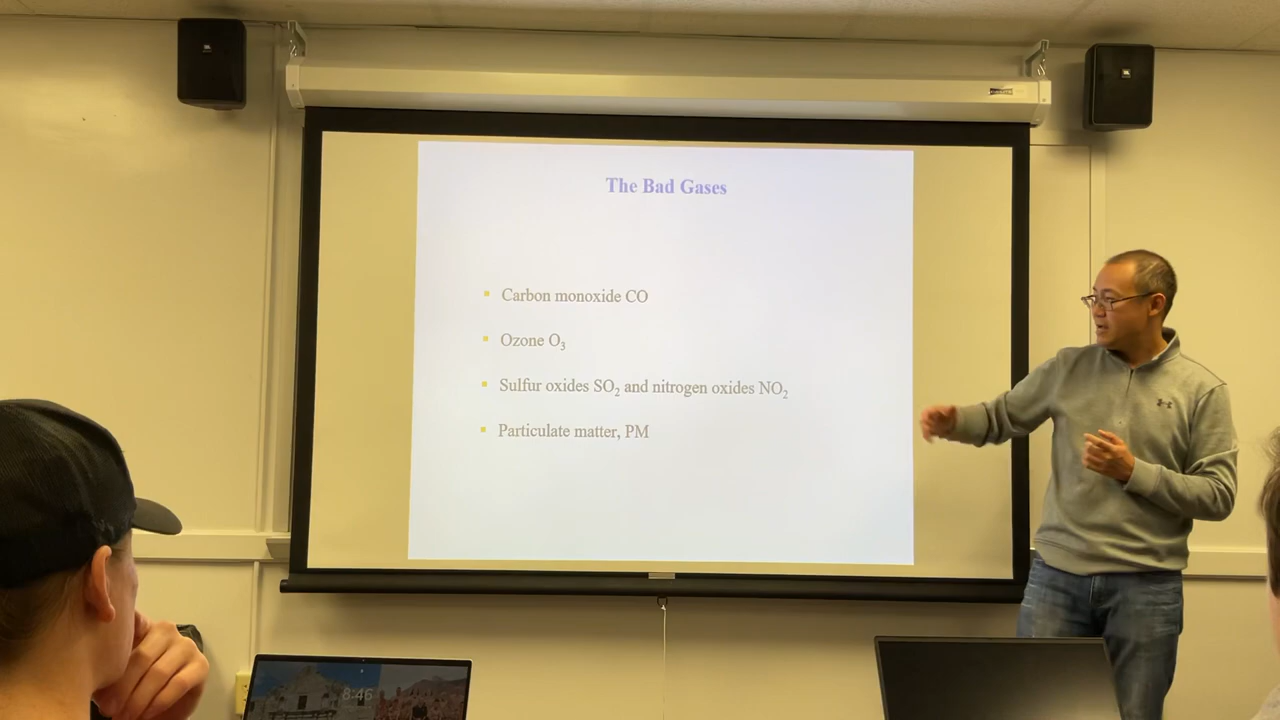 The Bad Gases
Carbon monoxide CO
Ozone O₃
Sulfur oxides SO₂ and nitrogen oxides NO₂
Particulate matter, PM
JBL
8:46